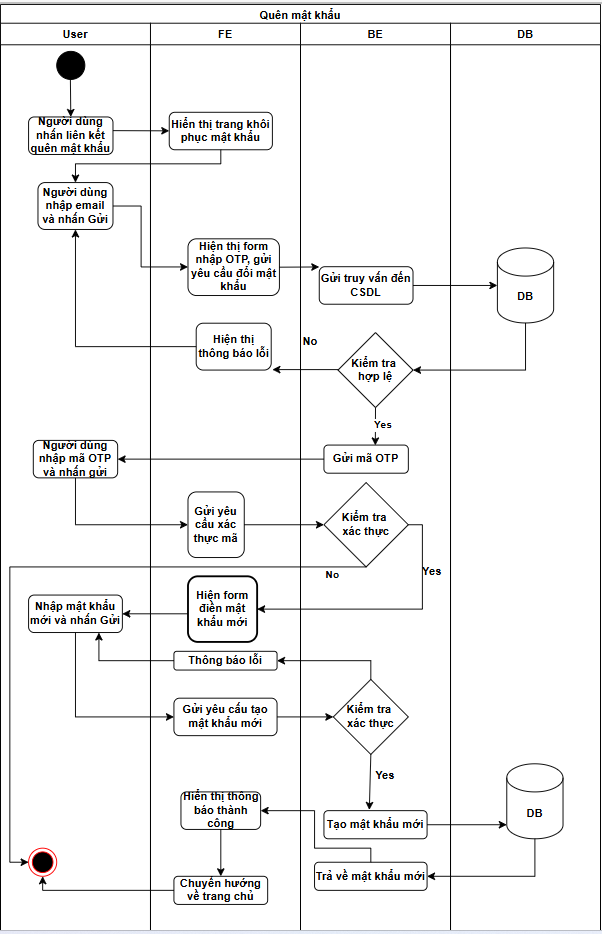 Quên mật khẩu
User
FE
BE
DB
Người dùng
nhấn liên kết
quên mật khẩu
Hiển thị trang khôi
phục mật khẩu
Người dùng
nhập email
và nhấn Gửi
Hiện thị form
nhập OTP, gửi
yêu cầu đổi mật
khẩu
Gửi truy vấn đến
CSDL
DB
Hiện thị
thông báo lỗi
No
Kiểm tra
hợp lệ
Yes
Người dùng
nhập mã OTP
và nhấn gửi
Gửi mã OTP
Gửi yêu
cầu xác
thực mã
Kiểm tra
xác thực
No
Yes
Nhập mật khẩu
mới và nhấn Gửi
Hiện form
điền mật
khẩu mới
Thông báo lỗi
Gửi yêu cấu tạo
mật khẩu mới
Kiểm tra
xác thực
Yes
Hiển thị thông
báo thành
công
Tạo mật khẩu mới
DB
Trả về mật khẩu mới
Chuyển hướng
về trang chủ